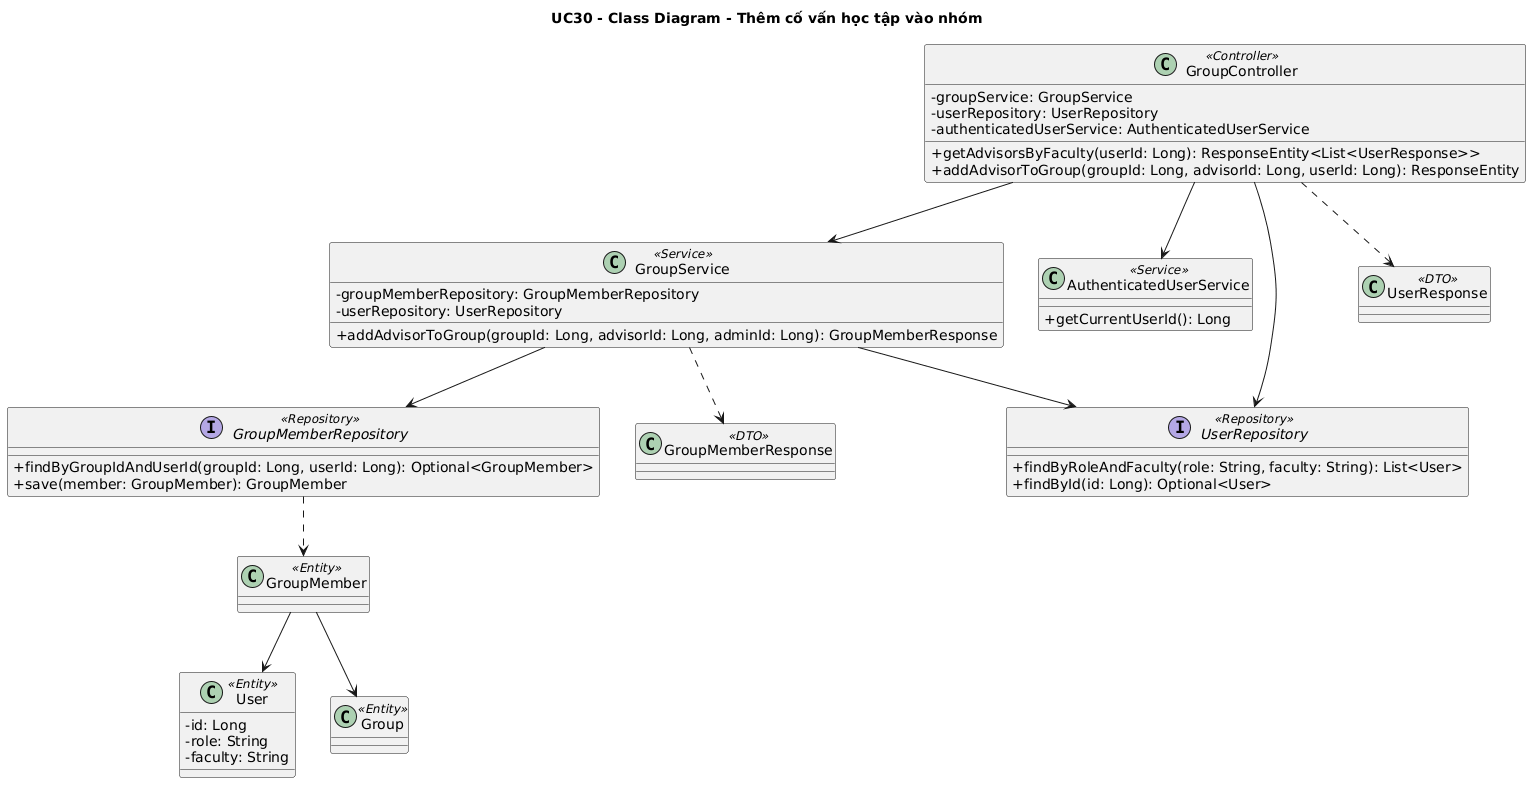 UC30 - Class Diagram - Thêm cố vấn học tập vào nhóm
C
«Controller»
GroupController
-groupService: GroupService
-userRepository: UserRepository
-authenticatedUserService: AuthenticatedUserService
+getAdvisorsByFaculty(userId: Long): ResponseEntity<List<UserResponse>>
+addAdvisorToGroup(groupId: Long, advisorId: Long, userId: Long): ResponseEntity
C
«Service»
GroupService
-groupMemberRepository: GroupMemberRepository
-userRepository: UserRepository
+addAdvisorToGroup(groupId: Long, advisorId: Long, adminId: Long): GroupMemberResponse
C
«Service»
AuthenticatedUserService
+getCurrentUserId(): Long
C
«DTO»
UserResponse
I
«Repository»
GroupMemberRepository
+findByGroupIdAndUserId(groupId: Long, userId: Long): Optional<GroupMember>
+save(member: GroupMember): GroupMember
C
«DTO»
GroupMemberResponse
I
«Repository»
UserRepository
+findByRoleAndFaculty(role: String, faculty: String): List<User>
+findById(id: Long): Optional<User>
C
«Entity»
GroupMember
C
«Entity»
User
-id: Long
-role: String
-faculty: String
C
«Entity»
Group